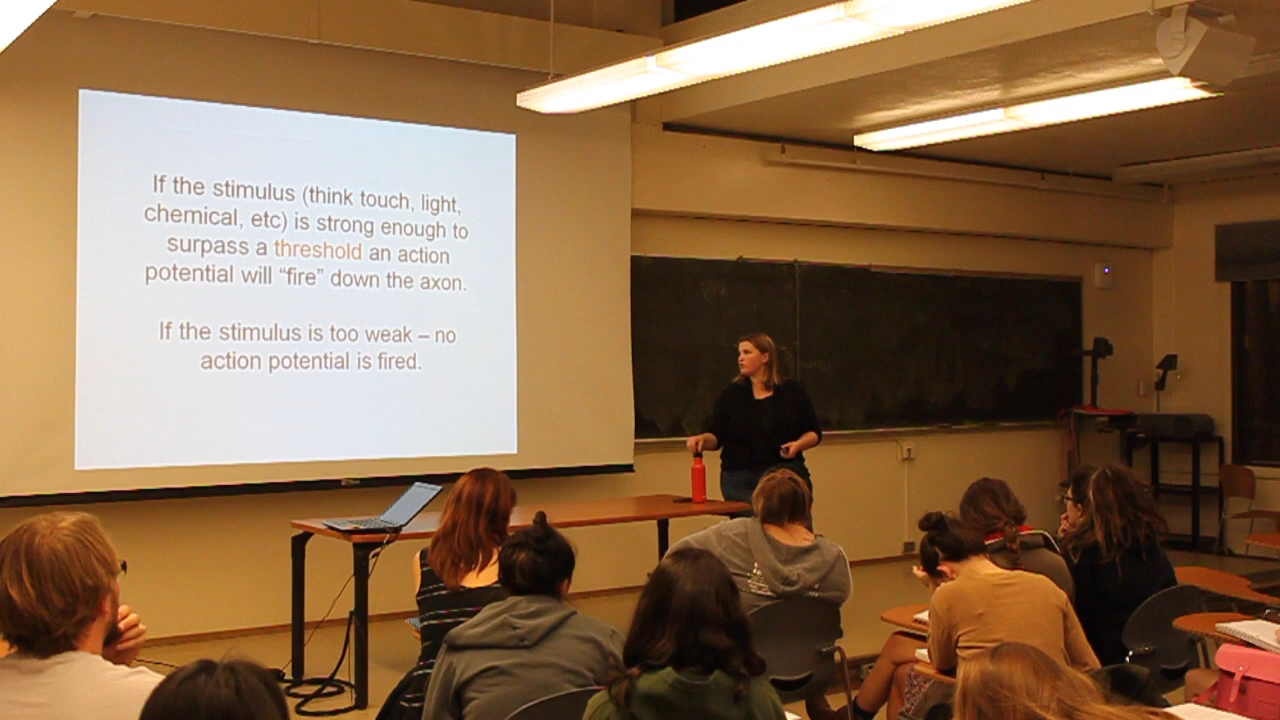 If the stimulus (think touch, light,
chemical, etc) is strong enough to
surpass a threshold an action
potential will “fire” down the axon.
If the stimulus is too weak – no
action potential is fired.